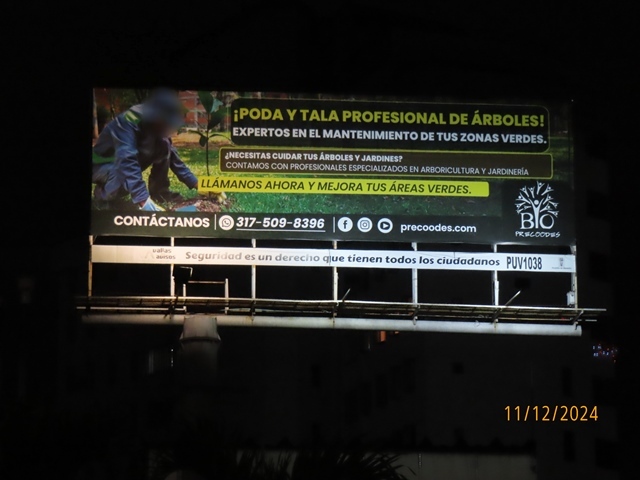 ¡PODA Y TALA PROFESIONAL DE ÁRBOLES!
EXPERTOS EN EL MANTENIMIENTO DE TUS ZONAS VERDES.
¿NECESITAS CUIDAR TUS ÁRBOLES Y JARDINES?
CONTAMOS CON PROFESIONALES ESPECIALIZADOS EN ARBORICULTURA Y JARDINERÍA
LLÁMANOS AHORA Y MEJORA TUS ÁREAS VERDES.
BIO
PRECOODES
CONTÁCTANOS 317-509-8396 precoodes.com
Seguridad es un derecho que tienen todos los ciudadanos PUV1038
11/12/2024